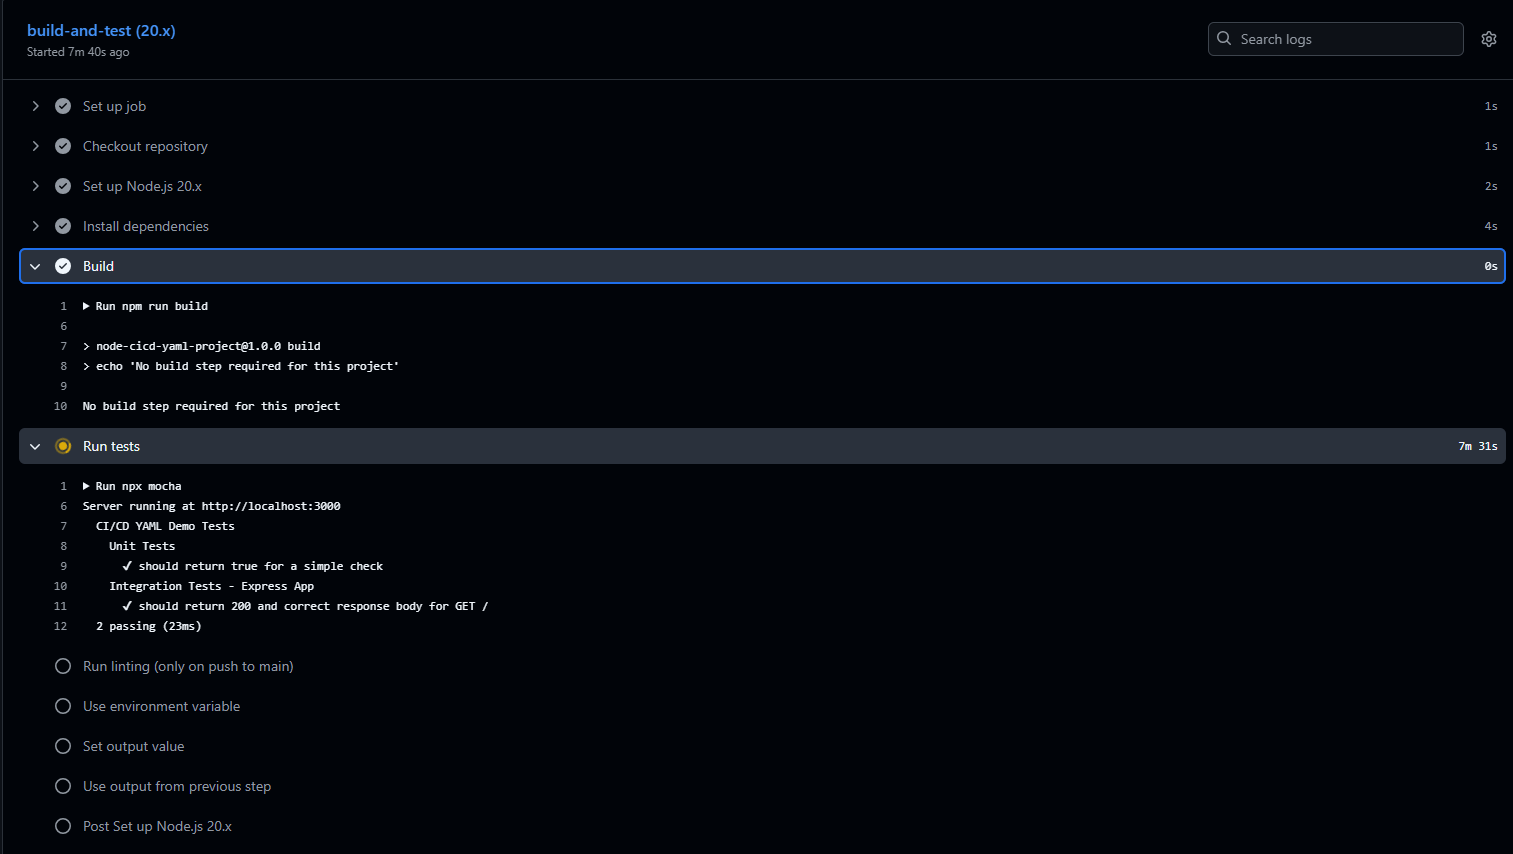 build-and-test (20.x)
Started 7m 40s ago
Search logs
Set up job 1s
Checkout repository 1s
Set up Node.js 20.x 2s
Install dependencies 4s
Build 0s
1 ▶ Run npm run build
6
7 > node-cicd-yaml-project@1.0.0 build
8 > echo 'No build step required for this project'
9
10 No build step required for this project
Run tests 7m 31s
1 ▶ Run npx mocha
6 Server running at http://localhost:3000
7 CI/CD YAML Demo Tests
8 Unit Tests
9 ✓ should return true for a simple check
10 Integration Tests - Express App
11 ✓ should return 200 and correct response body for GET /
12 2 passing (23ms)
Run linting (only on push to main)
Use environment variable
Set output value
Use output from previous step
Post Set up Node.js 20.x